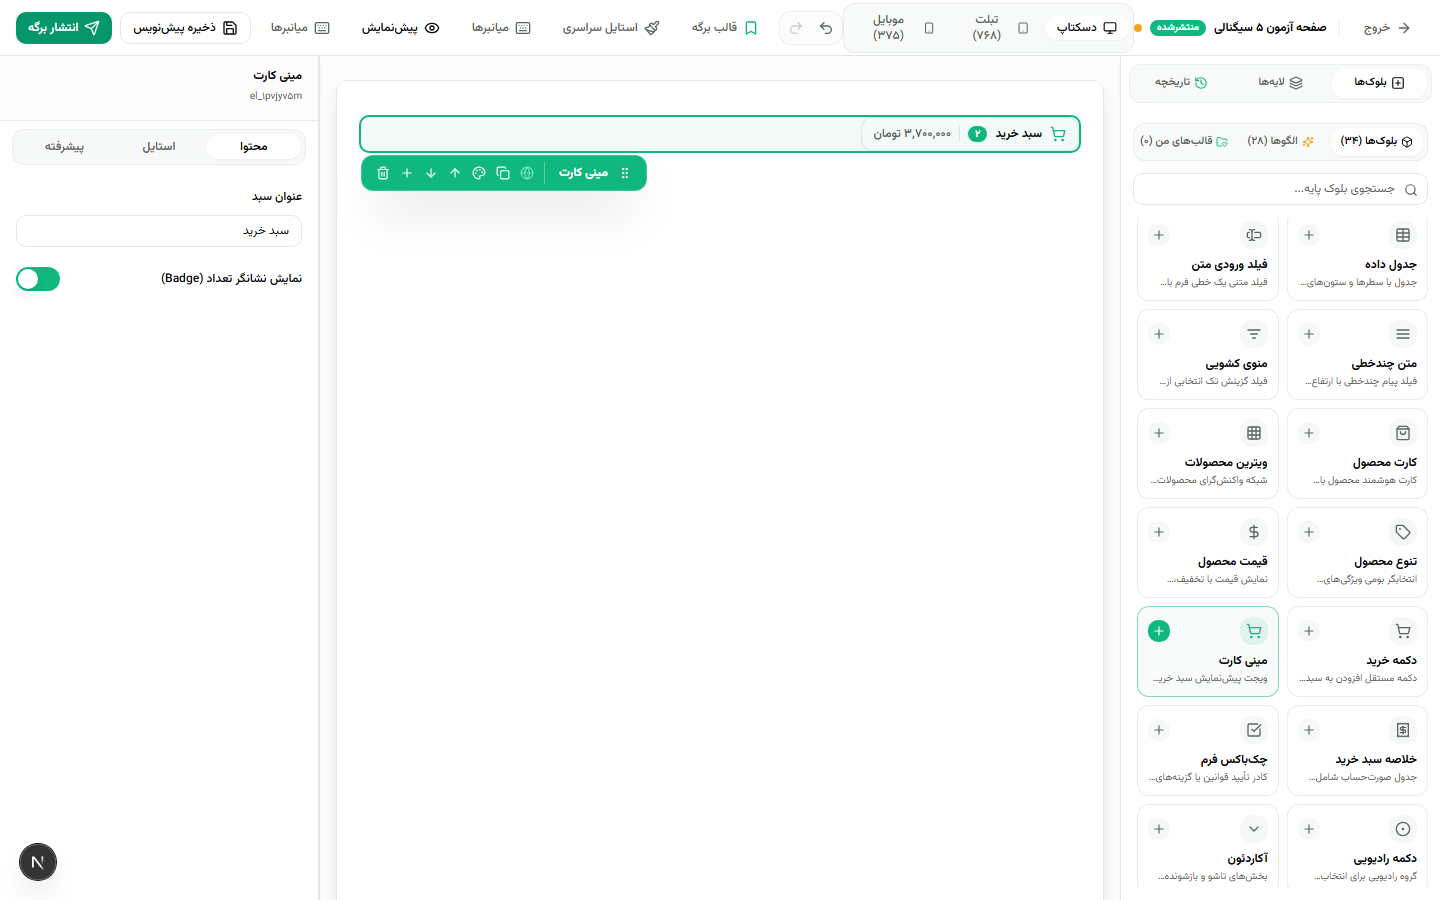 خروج
صفحه آزمون ۵ سیگنالی
منتشرشده
دسکتاپ
تبلت (۷۶۸)
موبایل (۳۷۵)
قالب برگه
استایل سراسری
میانبرها
پیش‌نمایش
میانبرها
ذخیره پیش‌نویس
انتشار برگه
بلوک‌ها
لایه‌ها
تاریخچه
بلوک‌ها (۳۴)
الگوها (۲۸)
قالب‌های من (۰)
جستجوی بلوک پایه...
جدول داده
جدول با سطرها و ستون‌های...
فیلد ورودی متن
فیلد متنی یک خطی فرم با...
متن چندخطی
فیلد پیام چندخطی با ارتفاع...
منوی کشویی
فیلد گزینش تک انتخابی از...
کارت محصول
کارت هوشمند محصول با...
ویترین محصولات
شبکه واکنش‌گرای محصولات...
تنوع محصول
انتخابگر بومی ویژگی‌های...
قیمت محصول
نمایش قیمت با تخفیف،...
دکمه خرید
دکمه مستقل افزودن به سبد...
مینی کارت
ویجت پیش‌نمایش سبد خرید...
خلاصه سبد خرید
جدول صورت‌حساب شامل...
چک‌باکس فرم
کادر تأیید قوانین یا گزینه‌های...
دکمه رادیویی
گروه رادیویی برای انتخاب...
آکاردئون
بخش‌های تاشو و بازشونده...
سبد خرید
۲
۳,۷۰۰,۰۰۰ تومان
مینی کارت
مینی کارت
el_۱pvjyv۵m
محتوا
استایل
پیشرفته
عنوان سبد
سبد خرید
نمایش نشانگر تعداد (Badge)
N